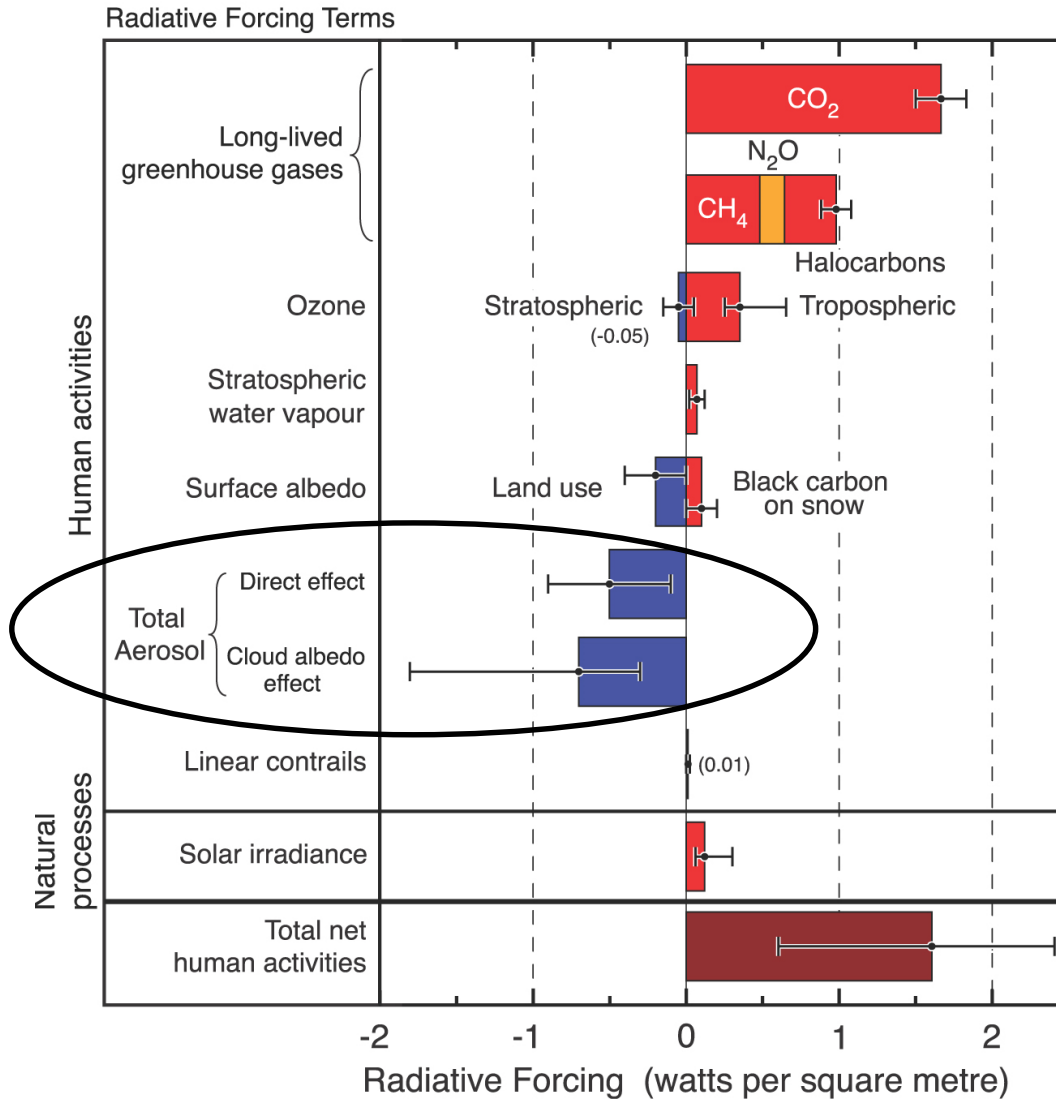 Radiative Forcing Terms
Human activities
Long-lived
greenhouse gases
CO₂
N₂O
CH₄
Halocarbons
Ozone
Stratospheric
(-0.05)
Tropospheric
Stratospheric
water vapour
Surface albedo
Land use
Black carbon
on snow
Total
Aerosol
Direct effect
Cloud albedo
effect
Linear contrails
(0.01)
Natural
processes
Solar irradiance
Total net
human activities
-2 -1 0 1 2
Radiative Forcing (watts per square metre)